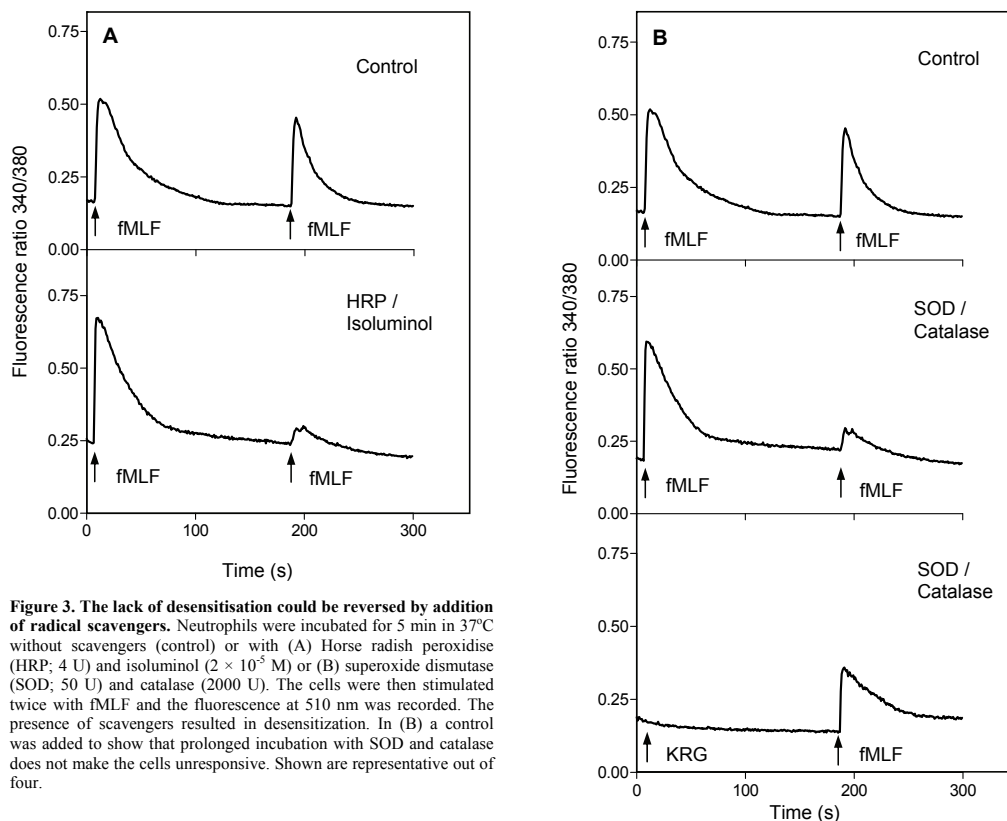 A
Control
0.75
0.50
0.25
0.00
fMLF
fMLF
HRP /
Isoluminol
0.75
0.50
0.25
0.00
fMLF
fMLF
0
100
200
300
Fluorescence ratio 340/380
Time (s)
Figure 3. The lack of desensitisation could be reversed by addition
of radical scavengers. Neutrophils were incubated for 5 min in 37°C
without scavengers (control) or with (A) Horse radish peroxidise
(HRP; 4 U) and isoluminol (2 × 10⁻⁵ M) or (B) superoxide dismutase
(SOD; 50 U) and catalase (2000 U). The cells were then stimulated
twice with fMLF and the fluorescence at 510 nm was recorded. The
presence of scavengers resulted in desensitization. In (B) a control
was added to show that prolonged incubation with SOD and catalase
does not make the cells unresponsive. Shown are representative out of
four.
B
Control
0.75
0.50
0.25
0.00
fMLF
fMLF
SOD /
Catalase
0.75
0.50
0.25
0.00
fMLF
fMLF
SOD /
Catalase
0.75
0.50
0.25
0.00
KRG
fMLF
0
100
200
300
Fluorescence ratio 340/380
Time (s)